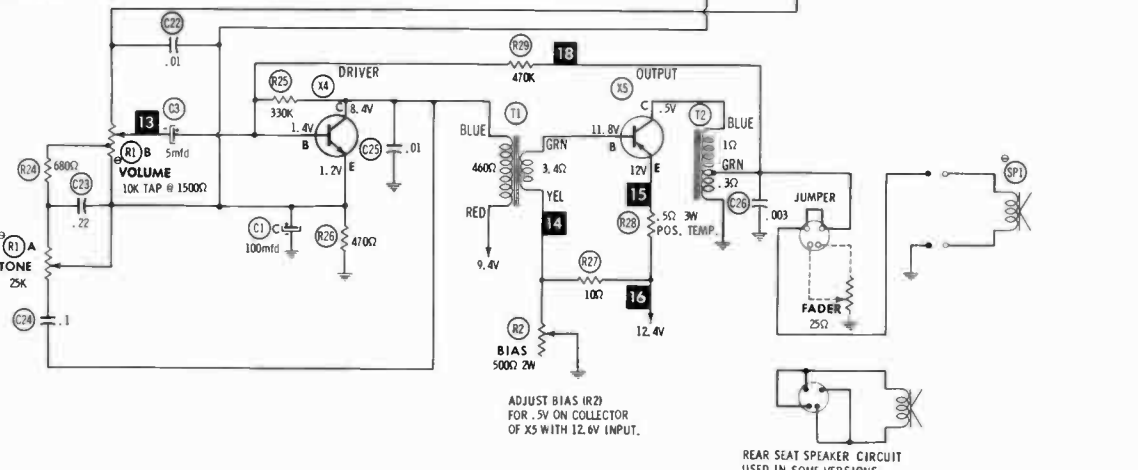 C22
.01
R29
18
470K
DRIVER
OUTPUT
R25
X4
330K
C
8.4V
13
C3
1.4V
B
5mfd
R1 B
VOLUME
10K TAP @ 1500Ω
R24
680Ω
C23
.22
1.2V
E
C25
.01
R1 A
TONE
25K
C24
.1
C1 C
100mfd
R26
470Ω
T1
BLUE
460Ω
RED
9.4V
GRN
3.4Ω
YEL
14
X5
C
.5V
11.8V
B
12V
E
15
R28
.5Ω 3W
POS. TEMP.
T2
BLUE
1Ω
GRN
.3Ω
C26
.003
R27
10Ω
16
12.4V
R2
BIAS
500Ω 2W
JUMPER
FADER
25Ω
SP1
ADJUST BIAS (R2)
FOR .5V ON COLLECTOR
OF X5 WITH 12.6V INPUT.
REAR SEAT SPEAKER CIRCUIT
USED IN SOME VERSIONS